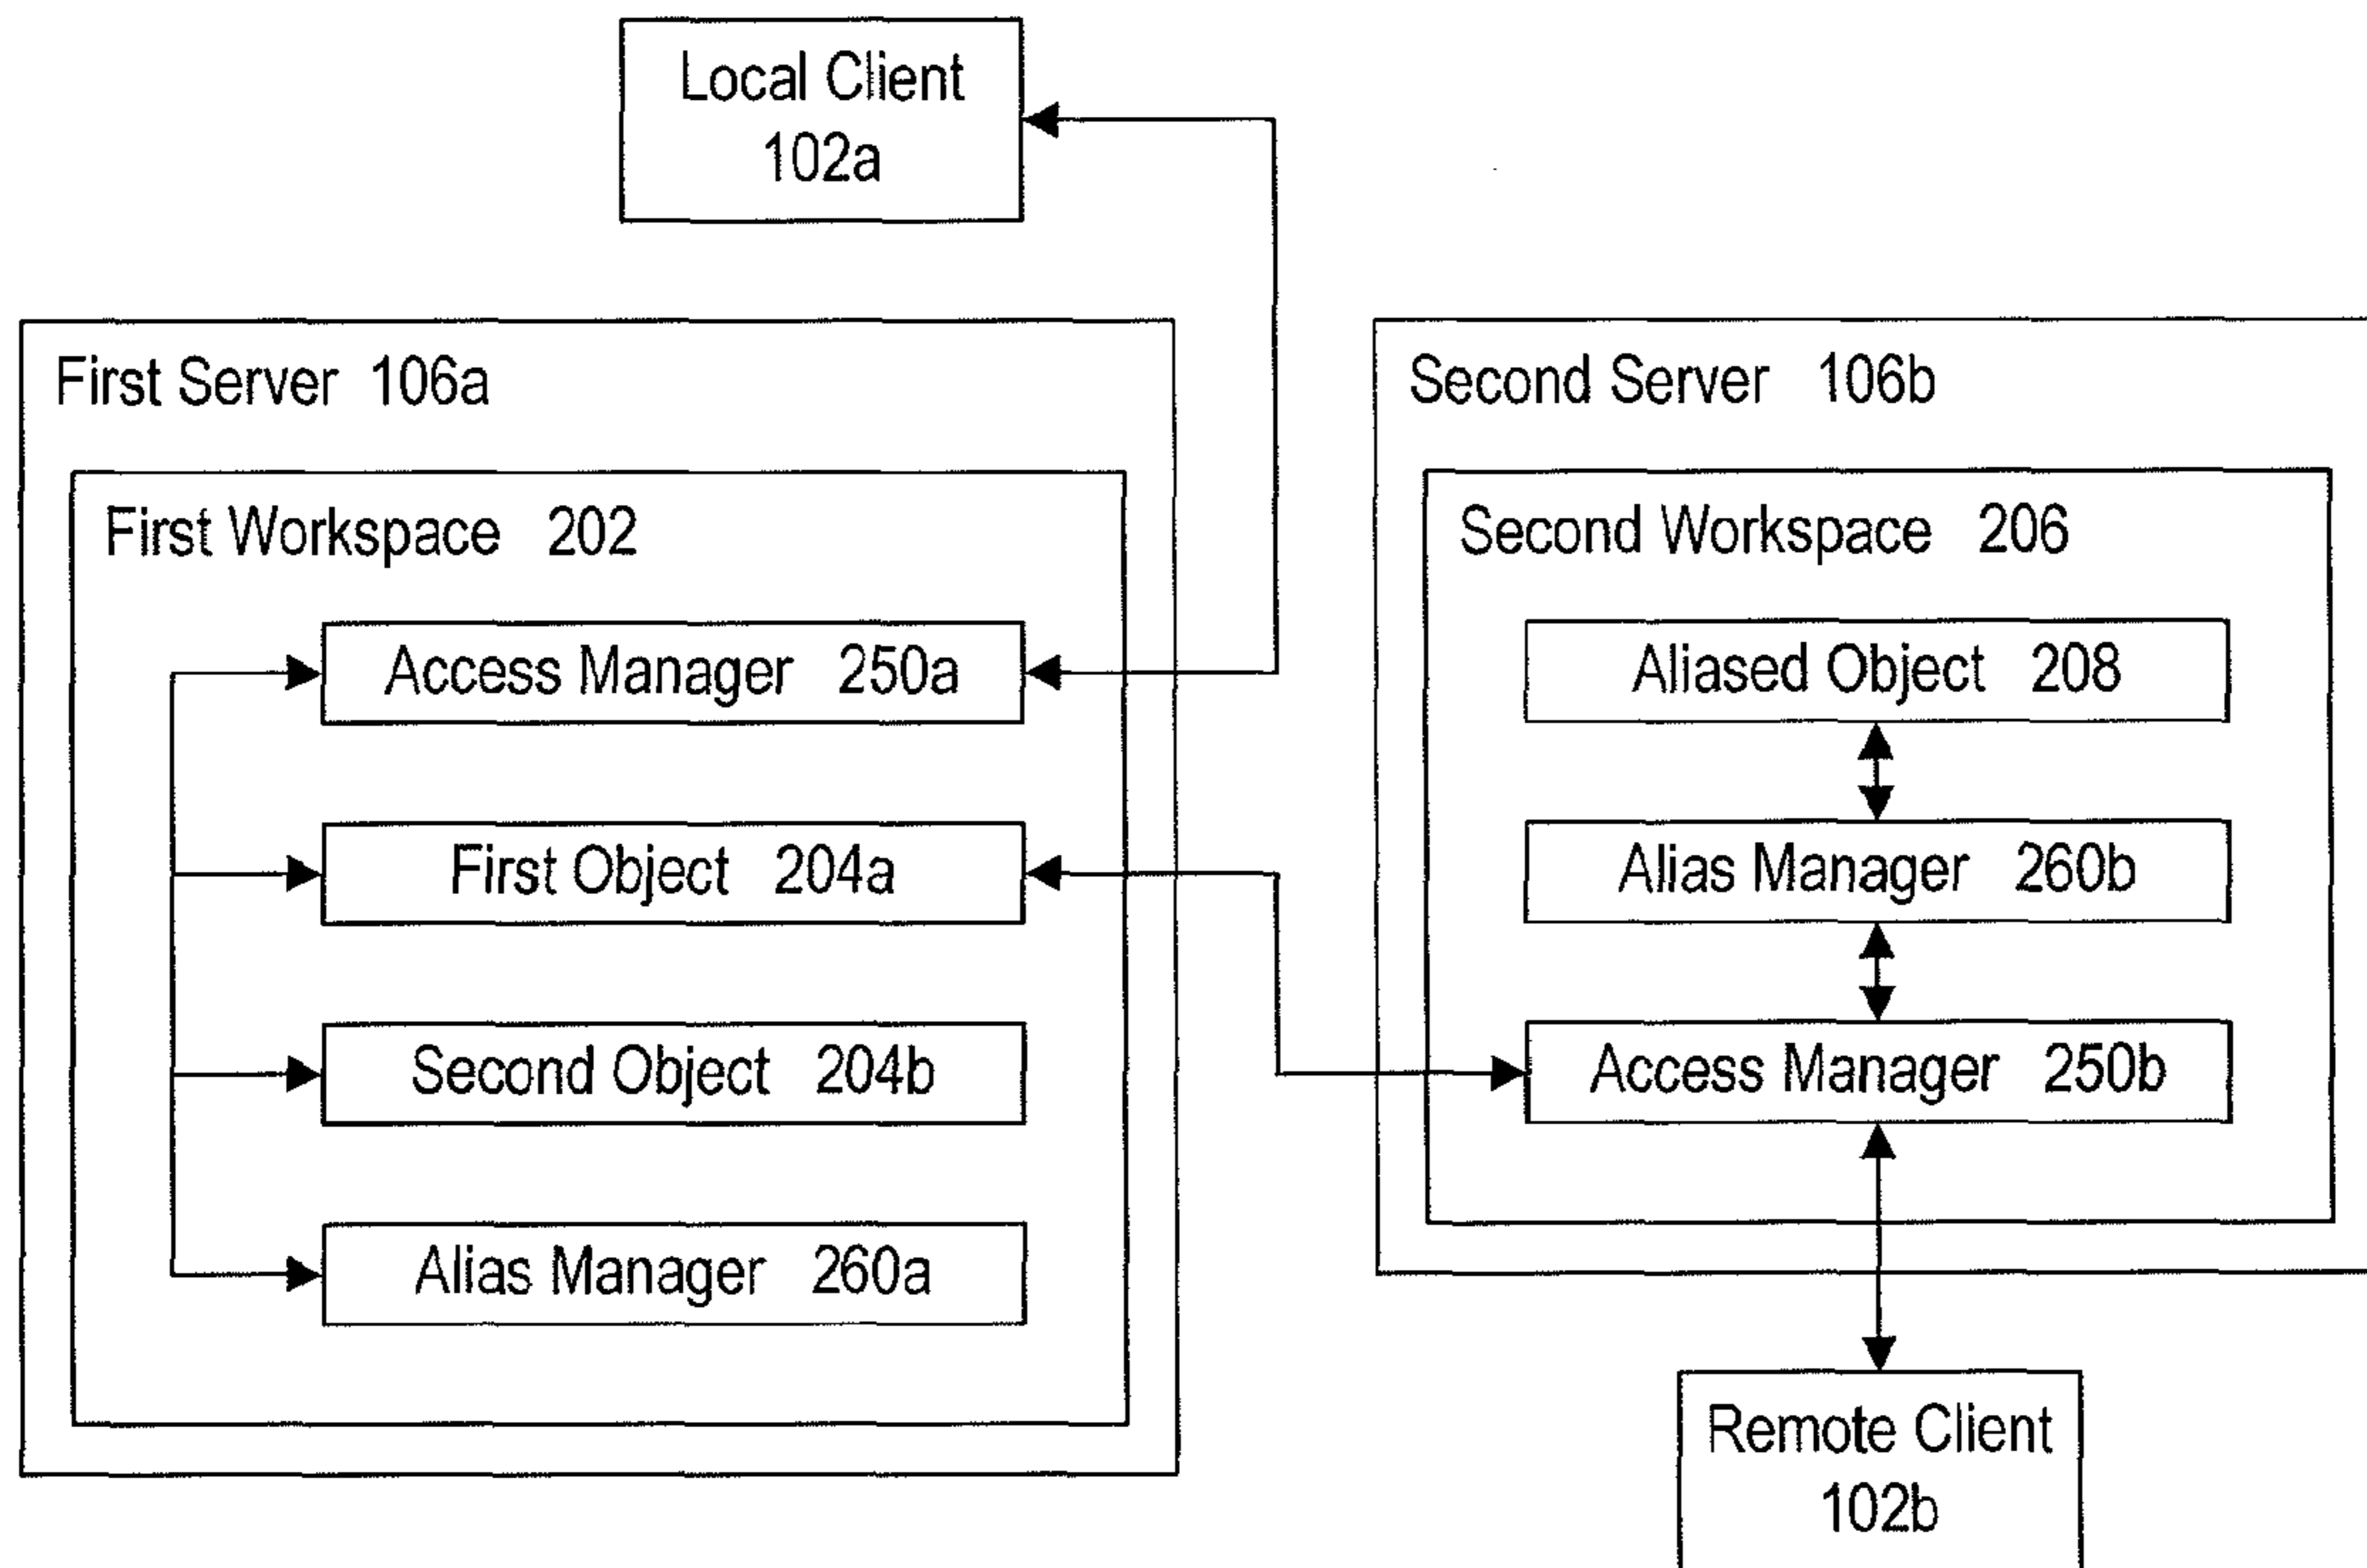 Local Client
102a
First Server 106a
First Workspace 202
Access Manager 250a
First Object 204a
Second Object 204b
Alias Manager 260a
Second Server 106b
Second Workspace 206
Aliased Object 208
Alias Manager 260b
Access Manager 250b
Remote Client
102b